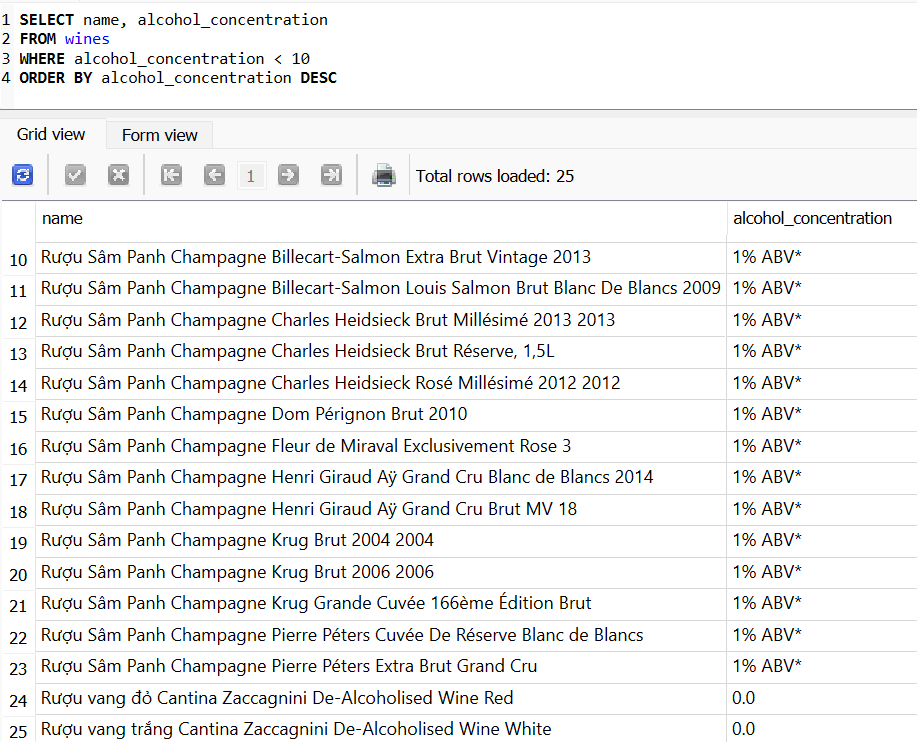 1 SELECT name, alcohol_concentration
2 FROM wines
3 WHERE alcohol_concentration < 10
4 ORDER BY alcohol_concentration DESC
Grid view Form view
1 Total rows loaded: 25
name alcohol_concentration
10 Rượu Sâm Panh Champagne Billecart-Salmon Extra Brut Vintage 2013 1% ABV*
11 Rượu Sâm Panh Champagne Billecart-Salmon Louis Salmon Brut Blanc De Blancs 2009 1% ABV*
12 Rượu Sâm Panh Champagne Charles Heidsieck Brut Millésimé 2013 2013 1% ABV*
13 Rượu Sâm Panh Champagne Charles Heidsieck Brut Réserve, 1,5L 1% ABV*
14 Rượu Sâm Panh Champagne Charles Heidsieck Rosé Millésimé 2012 2012 1% ABV*
15 Rượu Sâm Panh Champagne Dom Pérignon Brut 2010 1% ABV*
16 Rượu Sâm Panh Champagne Fleur de Miraval Exclusivement Rose 3 1% ABV*
17 Rượu Sâm Panh Champagne Henri Giraud Aÿ Grand Cru Blanc de Blancs 2014 1% ABV*
18 Rượu Sâm Panh Champagne Henri Giraud Aÿ Grand Cru Brut MV 18 1% ABV*
19 Rượu Sâm Panh Champagne Krug Brut 2004 2004 1% ABV*
20 Rượu Sâm Panh Champagne Krug Brut 2006 2006 1% ABV*
21 Rượu Sâm Panh Champagne Krug Grande Cuvée 166ème Édition Brut 1% ABV*
22 Rượu Sâm Panh Champagne Pierre Péters Cuvée De Réserve Blanc de Blancs 1% ABV*
23 Rượu Sâm Panh Champagne Pierre Péters Extra Brut Grand Cru 1% ABV*
24 Rượu vang đỏ Cantina Zaccagnini De-Alcoholised Wine Red 0.0
25 Rượu vang trắng Cantina Zaccagnini De-Alcoholised Wine White 0.0